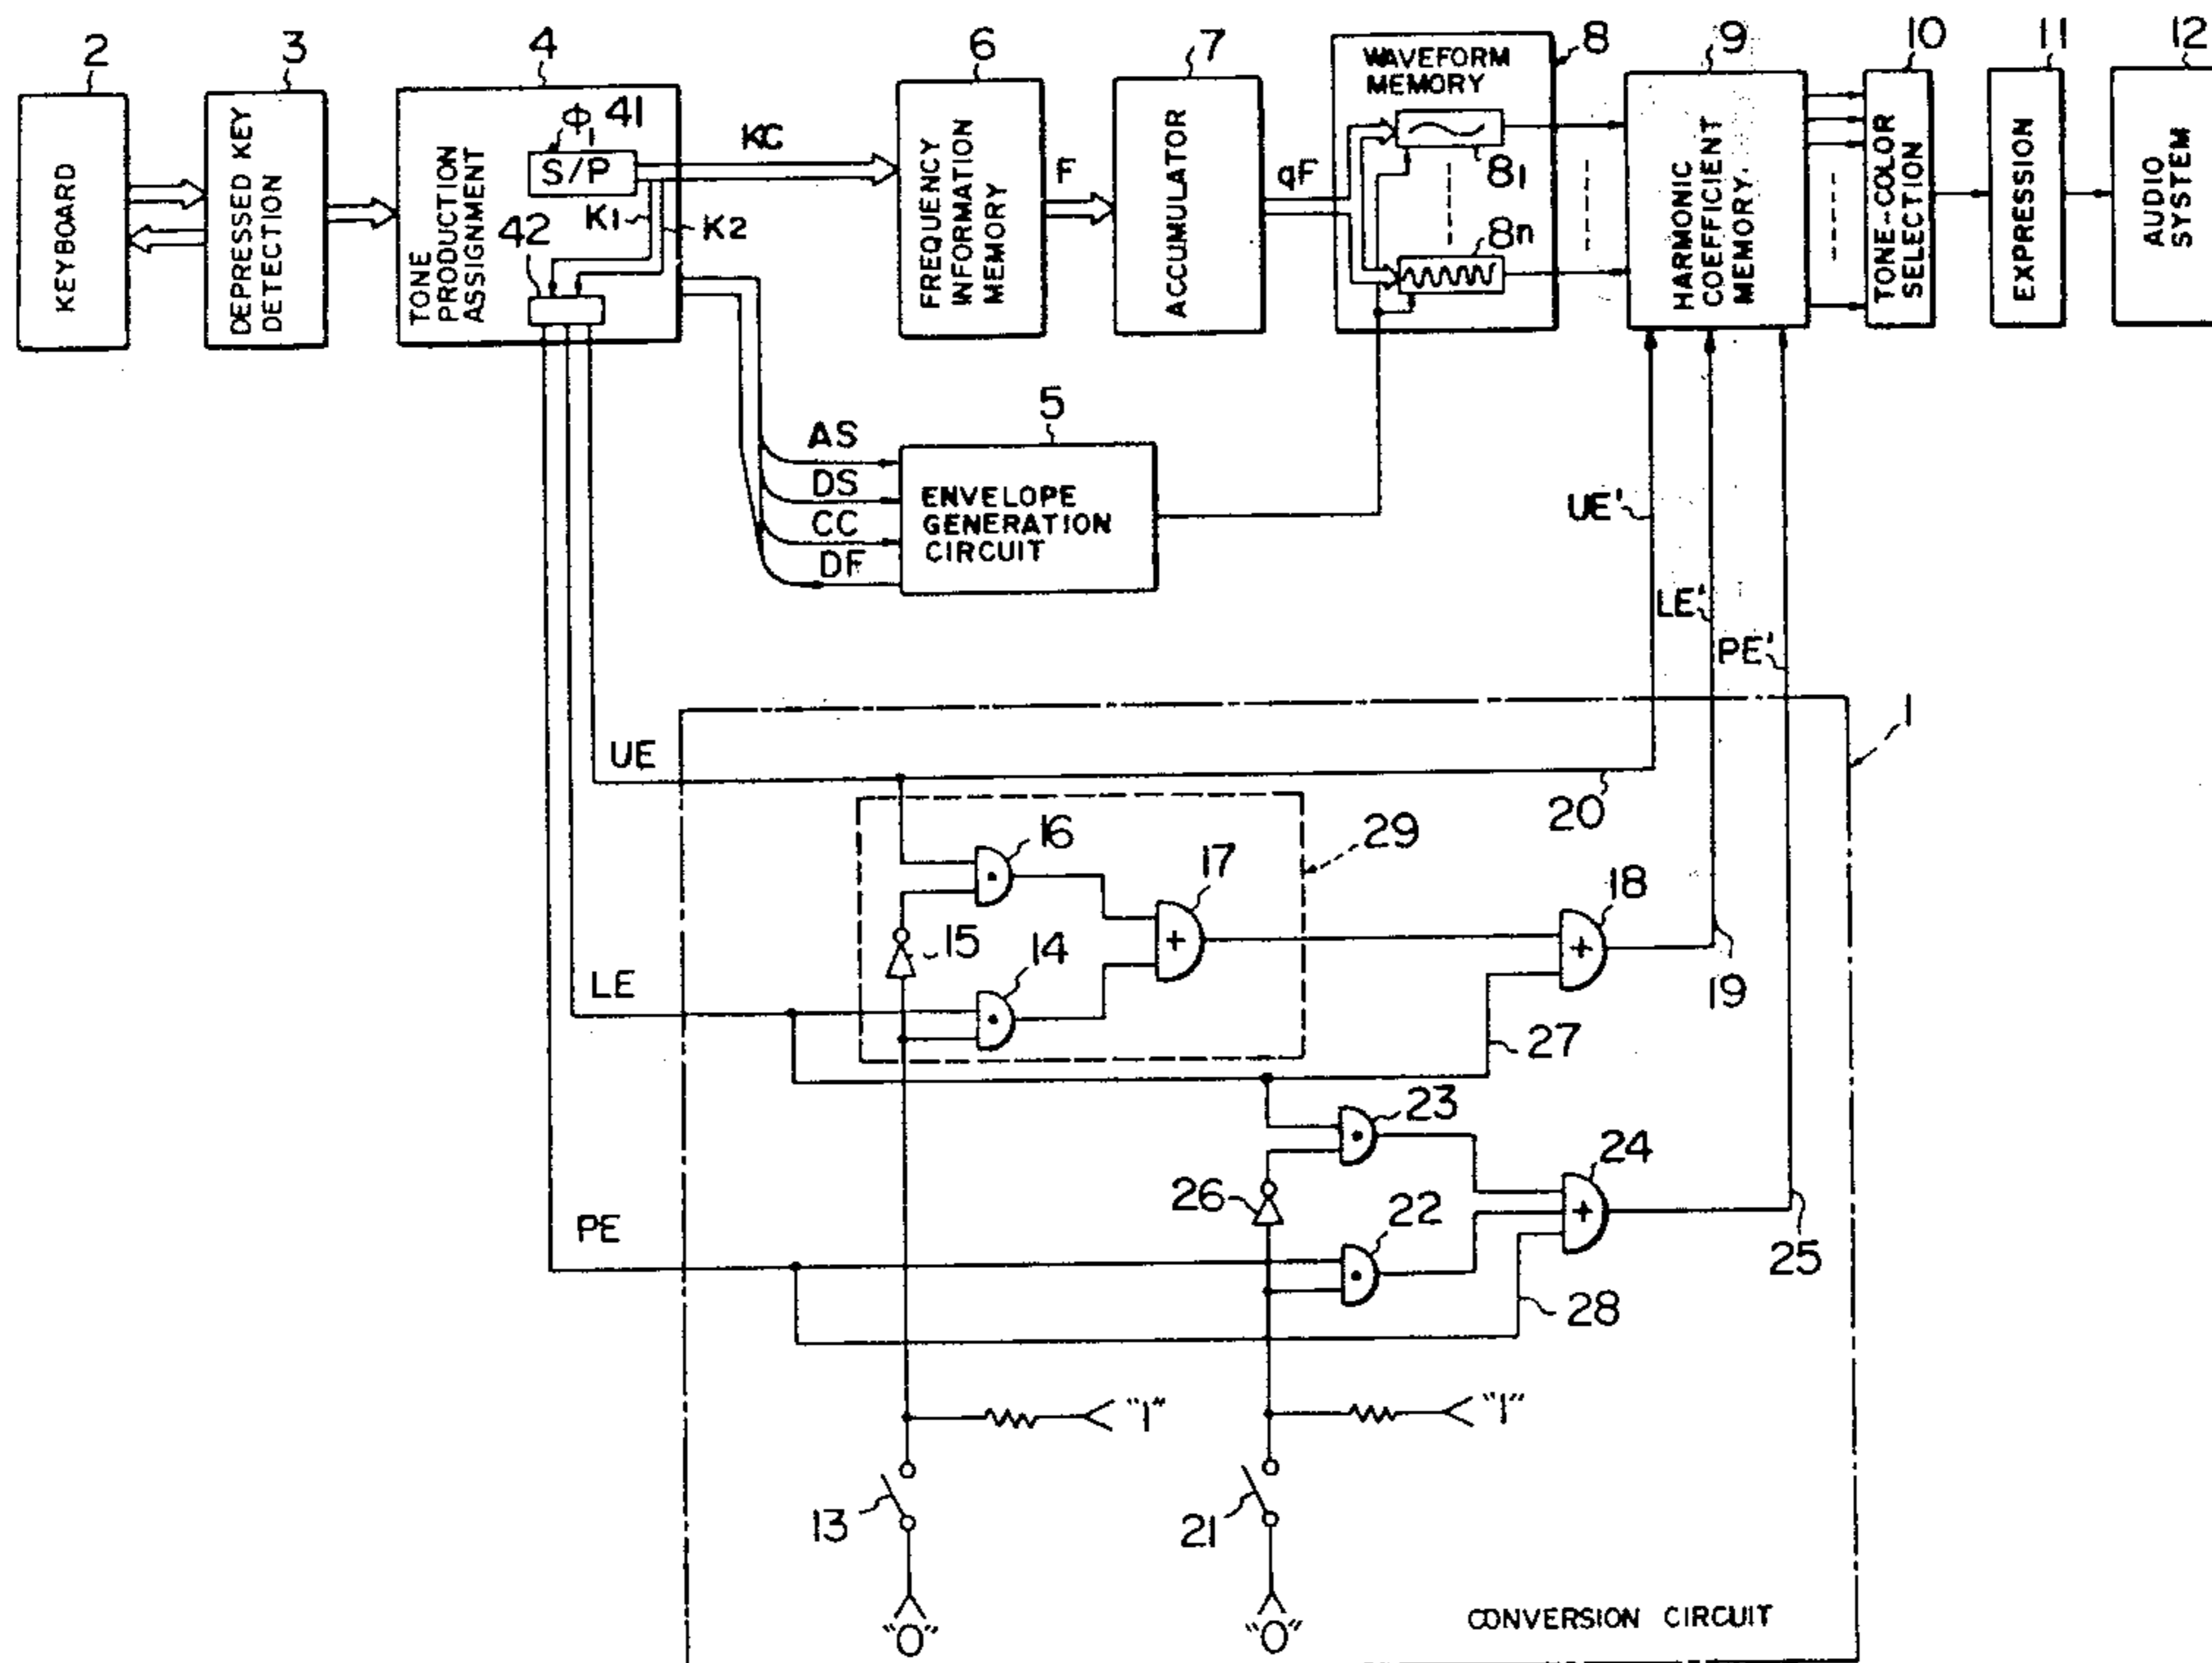 2
3
4
6
7
8
9
10
11
12
KEYBOARD
DEPRESSED KEY
DETECTION
TONE
PRODUCTION
ASSIGNMENT
Φ1
41
S/P
KC
K1
K2
42
FREQUENCY
INFORMATION
MEMORY
F
ACCUMULATOR
qF
WAVEFORM
MEMORY
81
8n
HARMONIC
COEFFICIENT
MEMORY.
TONE-COLOR
SELECTION
EXPRESSION
AUDIO
SYSTEM
5
AS
DS
CC
DF
ENVELOPE
GENERATION
CIRCUIT
UE'
LE'
PE'
1
UE
20
16
29
17
18
15
14
LE
19
27
23
24
26
22
PE
25
28
"1"
"1"
13
21
"0"
"0"
CONVERSION CIRCUIT